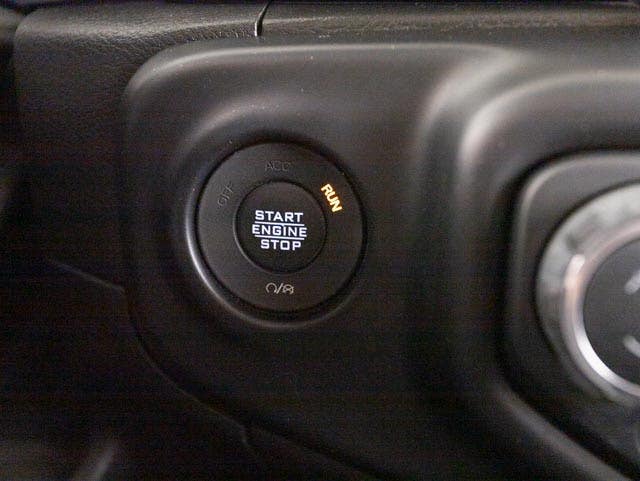 OFF
ACC
RUN
START
ENGINE
STOP